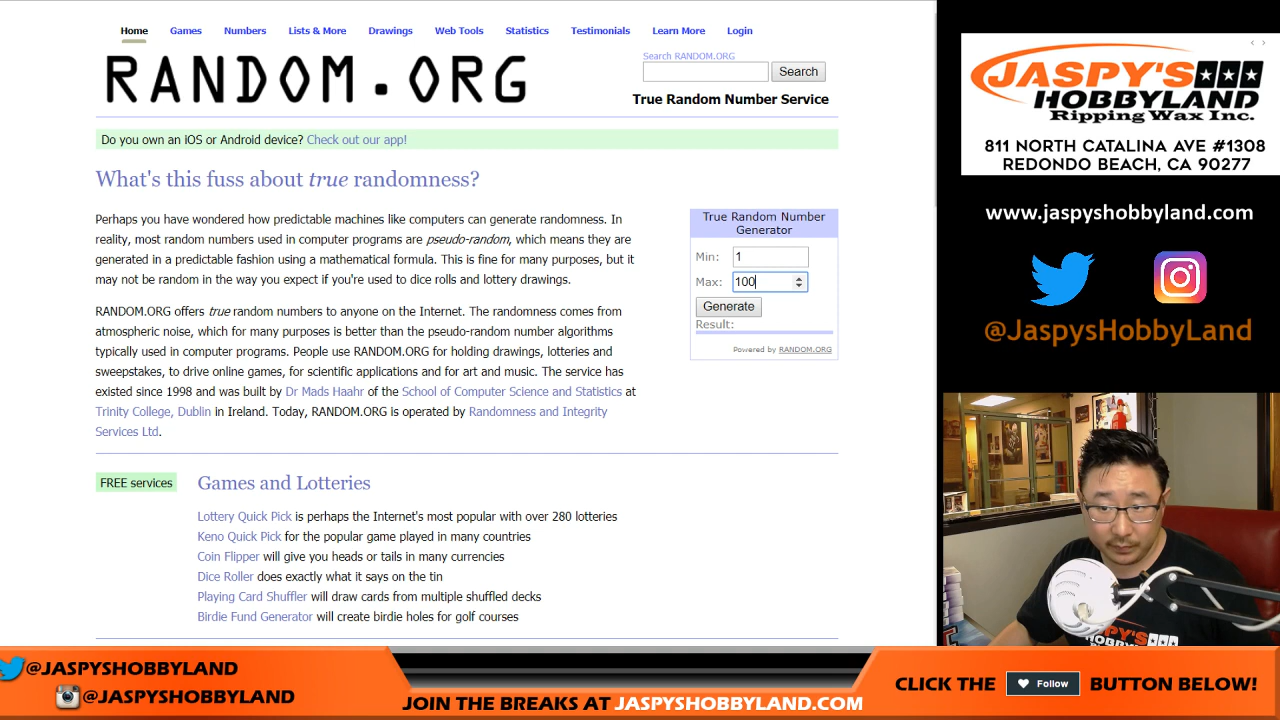 Home Games Numbers Lists & More Drawings Web Tools Statistics Testimonials Learn More Login
RANDOM.ORG
Search RANDOM.ORG
Search
True Random Number Service
Do you own an iOS or Android device? Check out our app!
What's this fuss about true randomness?
Perhaps you have wondered how predictable machines like computers can generate randomness. In
reality, most random numbers used in computer programs are pseudo-random, which means they are
generated in a predictable fashion using a mathematical formula. This is fine for many purposes, but it
may not be random in the way you expect if you're used to dice rolls and lottery drawings.
RANDOM.ORG offers true random numbers to anyone on the Internet. The randomness comes from
atmospheric noise, which for many purposes is better than the pseudo-random number algorithms
typically used in computer programs. People use RANDOM.ORG for holding drawings, lotteries and
sweepstakes, to drive online games, for scientific applications and for art and music. The service has
existed since 1998 and was built by Dr Mads Haahr of the School of Computer Science and Statistics at
Trinity College, Dublin in Ireland. Today, RANDOM.ORG is operated by Randomness and Integrity
Services Ltd.
True Random Number
Generator
Min: 1
Max: 100
Generate
Result:
Powered by RANDOM.ORG
FREE services
Games and Lotteries
Lottery Quick Pick is perhaps the Internet's most popular with over 280 lotteries
Keno Quick Pick for the popular game played in many countries
Coin Flipper will give you heads or tails in many currencies
Dice Roller does exactly what it says on the tin
Playing Card Shuffler will draw cards from multiple shuffled decks
Birdie Fund Generator will create birdie holes for golf courses
JASPY'S
HOBBYLAND
Ripping Wax Inc.
811 NORTH CATALINA AVE #1308
REDONDO BEACH, CA 90277
www.jaspyshobbyland.com
@JaspysHobbyLand
JASPY'S
HOBBYLAND
@JASPYSHOBBYLAND
@JASPYSHOBBYLAND
JOIN THE BREAKS AT JASPYSHOBBYLAND.COM
CLICK THE Follow BUTTON BELOW!